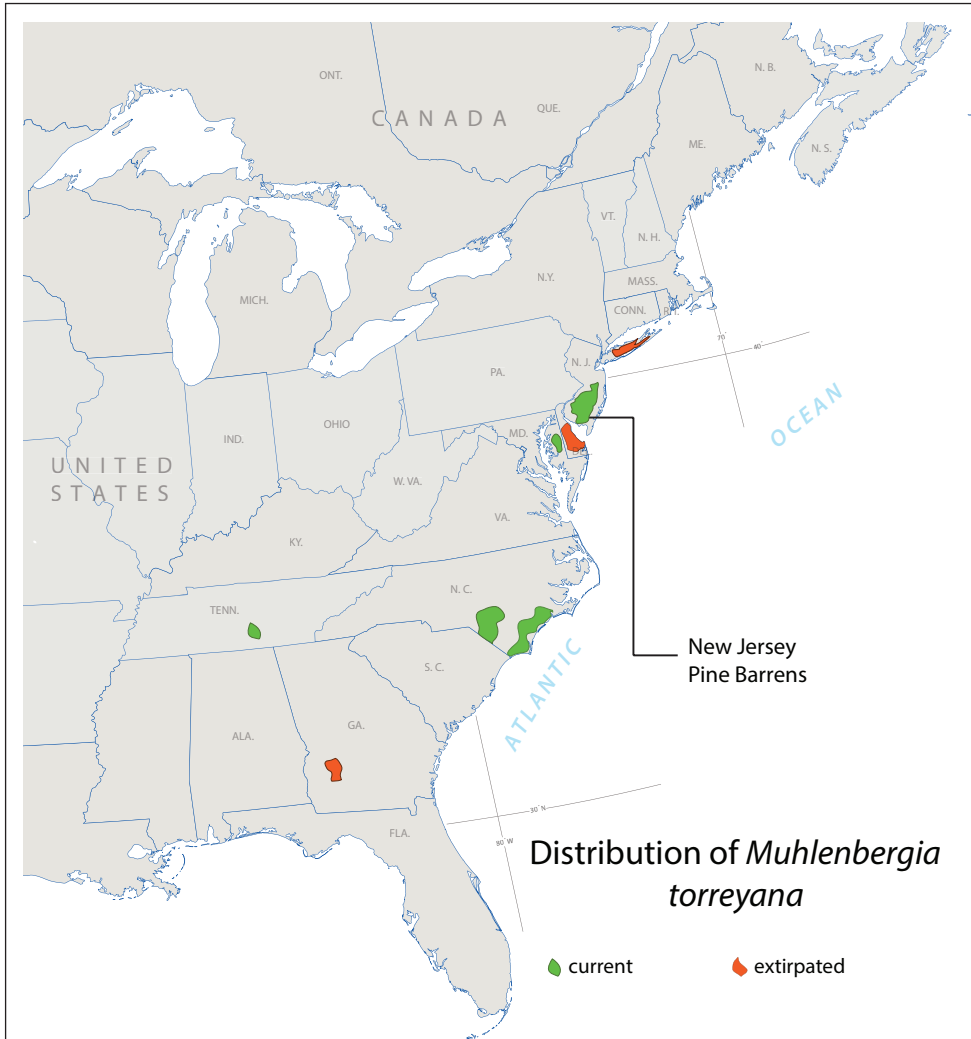 ONT.
CANADA
QUE.
N. B.
ME.
N. S.
VT.
N. H.
MICH.
N.Y.
MASS.
CONN.
R. I.
N. J.
PA.
70°
40°
OCEAN
OHIO
IND.
MD.
UNITED
STATES
W. VA.
VA.
KY.
N. C.
TENN.
New Jersey
Pine Barrens
S. C.
ATLANTIC
GA.
ALA.
30° N
80° W
FLA.
Distribution of Muhlenbergia
torreyana
current
extirpated